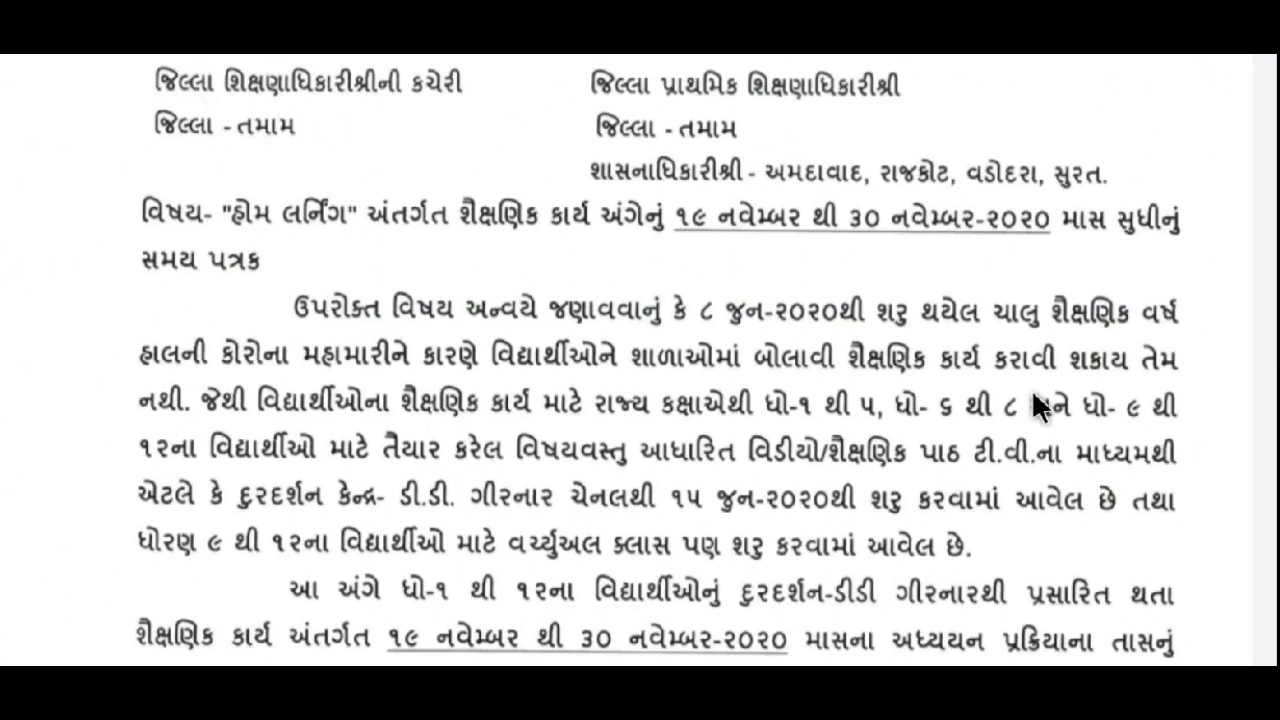 જિલ્લા શિક્ષણાધિકારીશ્રીની કચેરી
જિલ્લા પ્રાથમિક શિક્ષણાધિકારીશ્રી
જિલ્લા - તમામ
જિલ્લા - તમામ
શાસનાધિકારીશ્રી - અમદાવાદ, રાજકોટ, વડોદરા, સુરત.
વિષય- "હોમ લર્નિંગ" અંતર્ગત શૈક્ષણિક કાર્ય અંગેનું ૧૯ નવેમ્બર થી ૩૦ નવેમ્બર-૨૦૨૦ માસ સુધીનું
સમય પત્રક
ઉપરોક્ત વિષય અન્વયે જણાવવાનું કે ૮ જુન-૨૦૨૦થી શરુ થયેલ ચાલુ શૈક્ષણિક વર્ષ
હાલની કોરોના મહામારીને કારણે વિદ્યાર્થીઓને શાળાઓમાં બોલાવી શૈક્ષણિક કાર્ય કરાવી શકાય તેમ
નથી. જેથી વિદ્યાર્થીઓના શૈક્ષણિક કાર્ય માટે રાજ્ય કક્ષાએથી ધો-૧ થી ૫, ધો- ૬ થી ૮ અને ધો- ૯ થી
૧૨ના વિદ્યાર્થીઓ માટે તૈયાર કરેલ વિષયવસ્તુ આધારિત વિડીયો/શૈક્ષણિક પાઠ ટી.વી.ના માધ્યમથી
એટલે કે દુરદર્શન કેન્દ્ર- ડી.ડી. ગીરનાર ચેનલથી ૧૫ જુન-૨૦૨૦થી શરુ કરવામાં આવેલ છે તથા
ધોરણ ૯ થી ૧૨ના વિદ્યાર્થીઓ માટે વર્ચ્યુઅલ ક્લાસ પણ શરુ કરવામાં આવેલ છે.
આ અંગે ધો-૧ થી ૧૨ના વિદ્યાર્થીઓનું દુરદર્શન-ડીડી ગીરનારથી પ્રસારિત થતા
શૈક્ષણિક કાર્ય અંતર્ગત ૧૯ નવેમ્બર થી ૩૦ નવેમ્બર-૨૦૨૦ માસના અધ્યયન પ્રક્રિયાના તાસનું